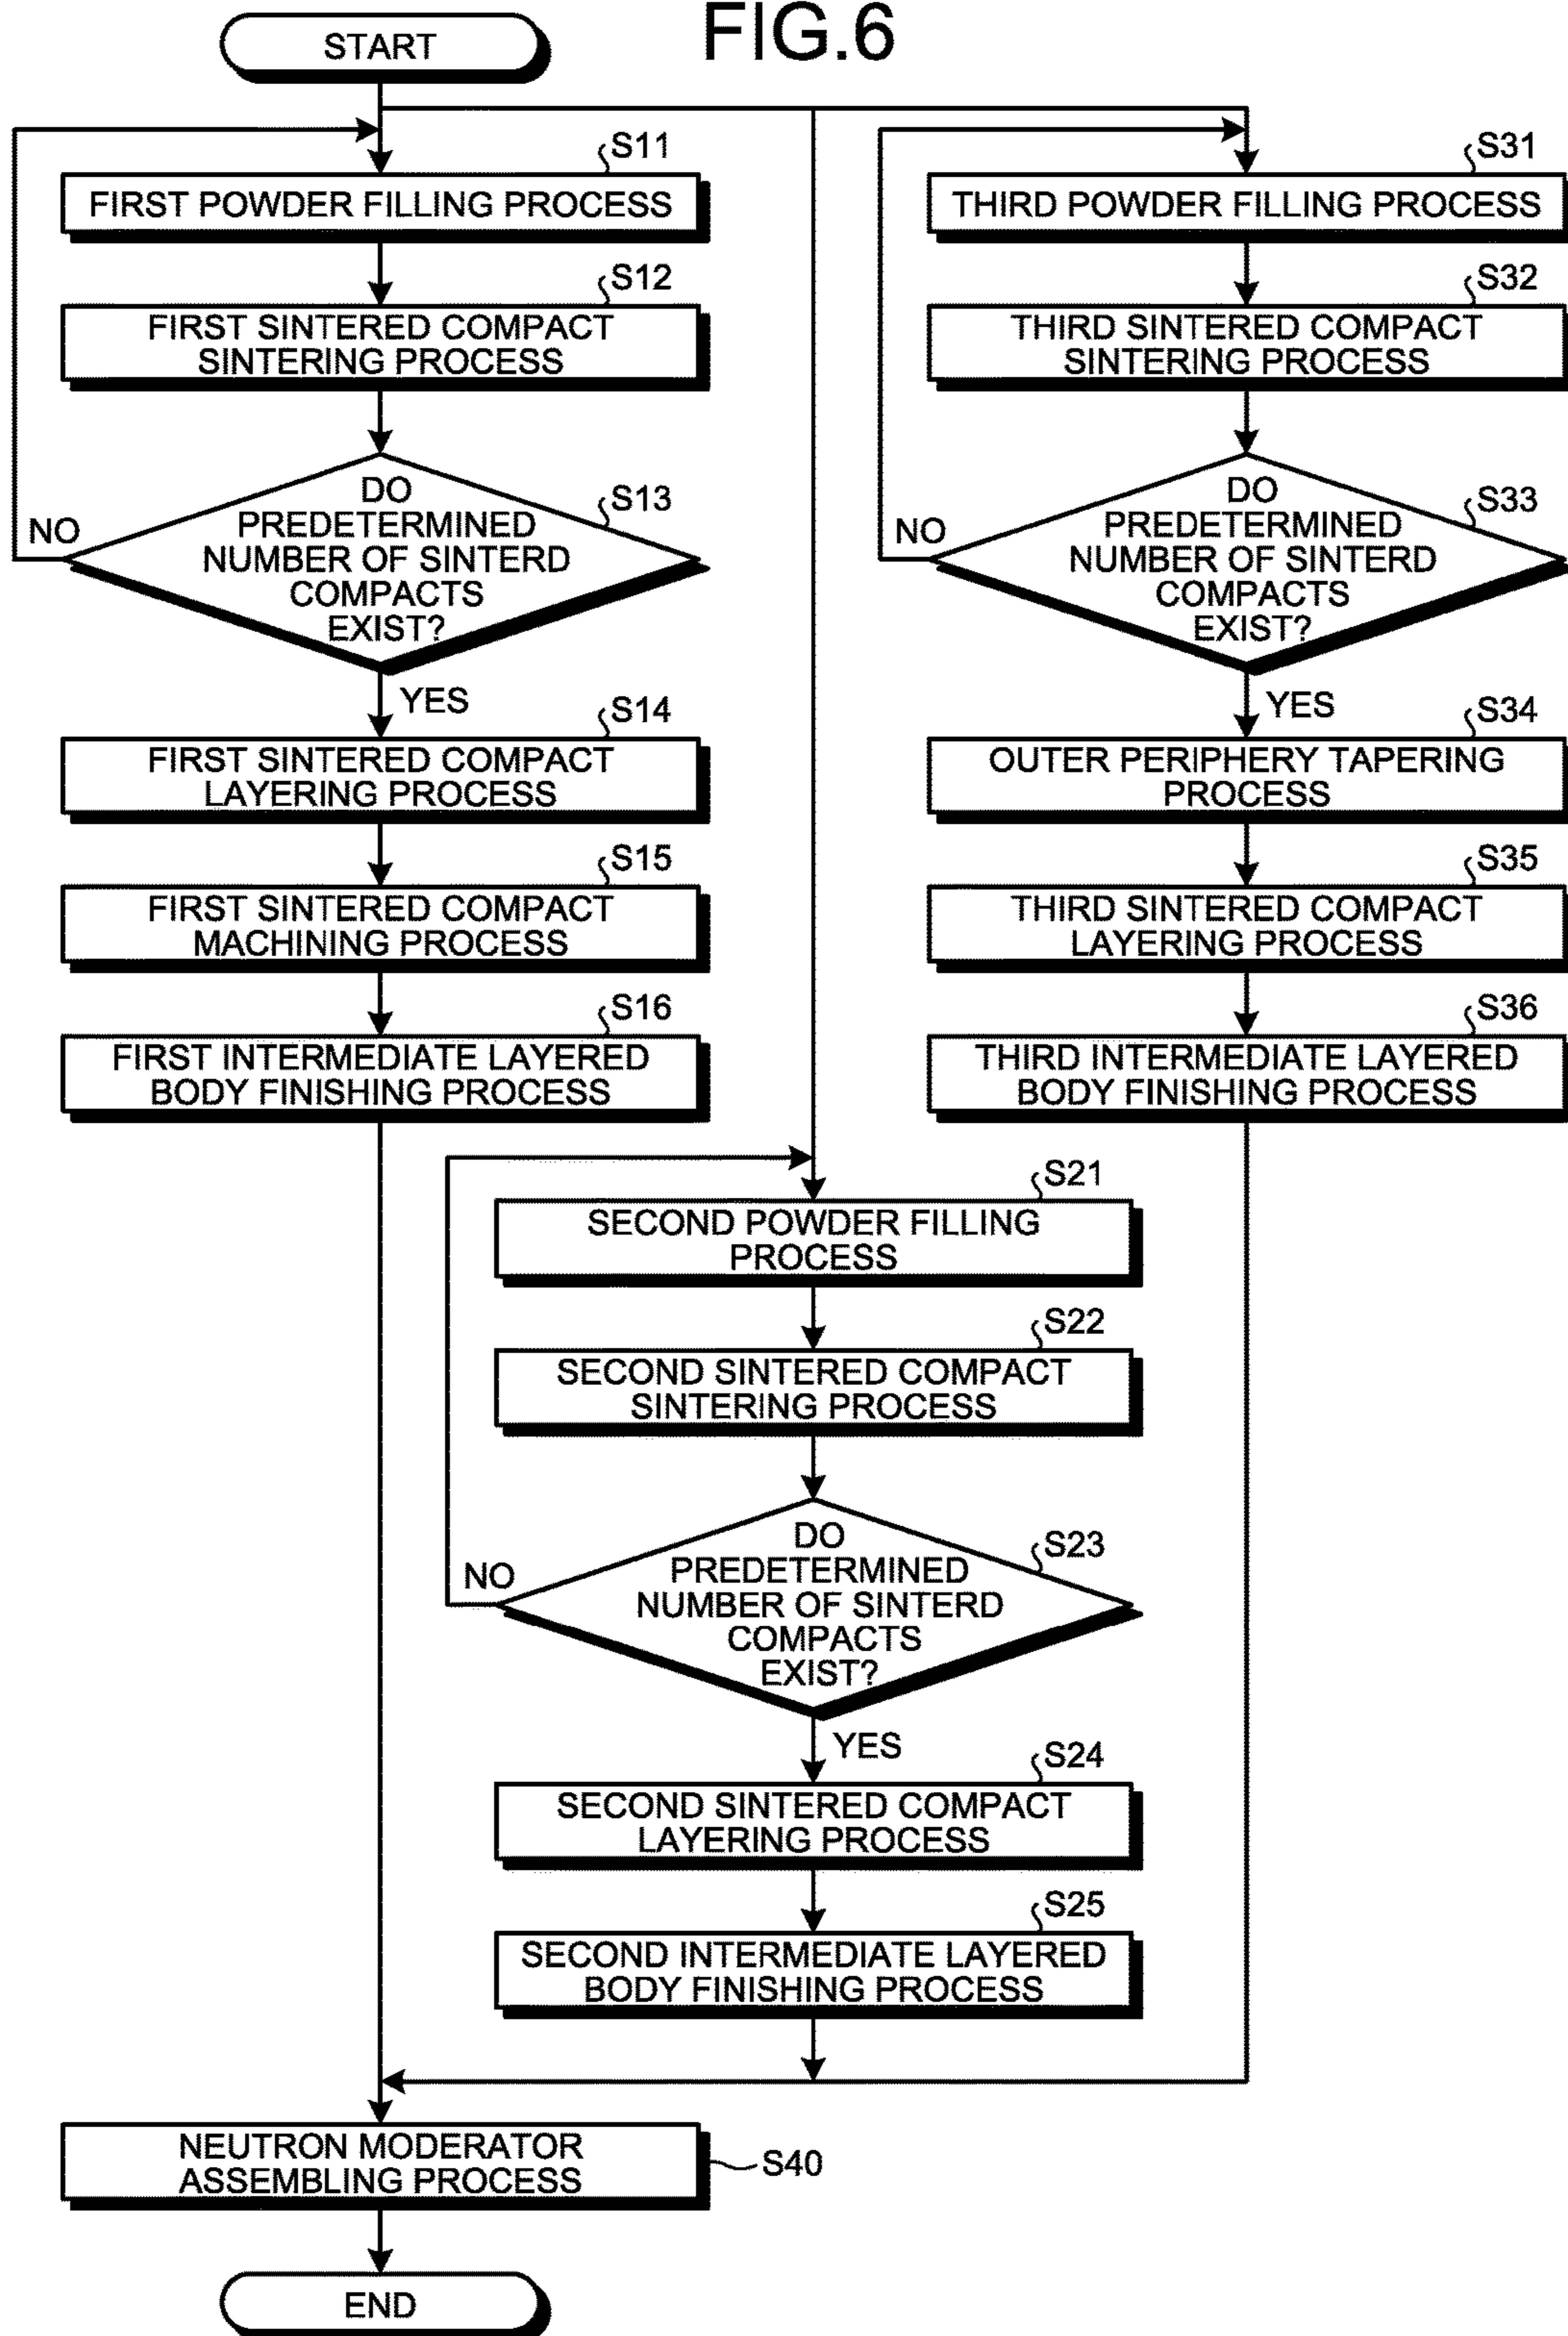 FIG.6
START
S11
FIRST POWDER FILLING PROCESS
S12
FIRST SINTERED COMPACT
SINTERING PROCESS
S13
DO
PREDETERMINED
NUMBER OF SINTERD
COMPACTS
EXIST?
NO
YES
S14
FIRST SINTERED COMPACT
LAYERING PROCESS
S15
FIRST SINTERED COMPACT
MACHINING PROCESS
S16
FIRST INTERMEDIATE LAYERED
BODY FINISHING PROCESS
S31
THIRD POWDER FILLING PROCESS
S32
THIRD SINTERED COMPACT
SINTERING PROCESS
S33
DO
PREDETERMINED
NUMBER OF SINTERD
COMPACTS
EXIST?
NO
YES
S34
OUTER PERIPHERY TAPERING
PROCESS
S35
THIRD SINTERED COMPACT
LAYERING PROCESS
S36
THIRD INTERMEDIATE LAYERED
BODY FINISHING PROCESS
S21
SECOND POWDER FILLING
PROCESS
S22
SECOND SINTERED COMPACT
SINTERING PROCESS
S23
DO
PREDETERMINED
NUMBER OF SINTERD
COMPACTS
EXIST?
NO
YES
S24
SECOND SINTERED COMPACT
LAYERING PROCESS
S25
SECOND INTERMEDIATE LAYERED
BODY FINISHING PROCESS
NEUTRON MODERATOR
ASSEMBLING PROCESS
S40
END